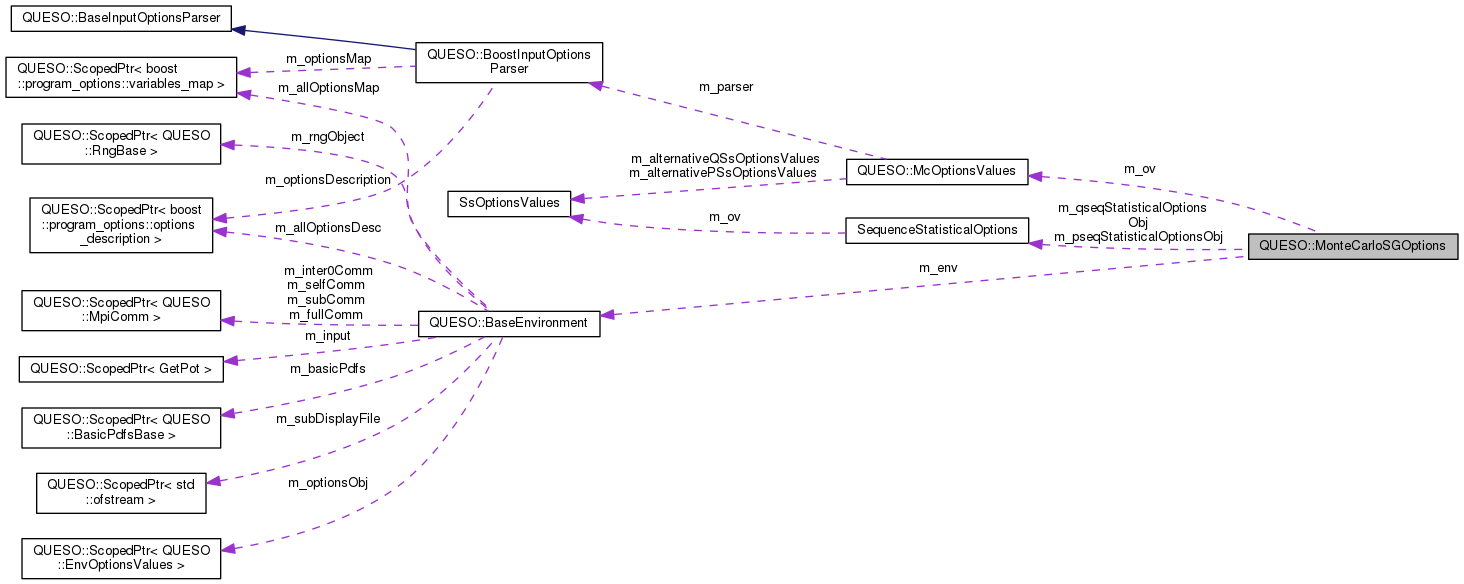 QUESO::BaseInputOptionsParser
QUESO::BoostInputOptions
Parser
m_optionsMap
QUESO::ScopedPtr< boost
::program_options::variables_map >
m_allOptionsMap
m_parser
QUESO::ScopedPtr< QUESO
::RngBase >
m_rngObject
m_alternativeQSsOptionsValues
m_alternativePSsOptionsValues
QUESO::McOptionsValues
m_ov
m_optionsDescription
SsOptionsValues
QUESO::ScopedPtr< boost
::program_options::options
_description >
m_allOptionsDesc
m_ov
SequenceStatisticalOptions
m_qseqStatisticalOptions
Obj
m_pseqStatisticalOptionsObj
QUESO::MonteCarloSGOptions
m_env
m_inter0Comm
m_selfComm
m_subComm
m_fullComm
QUESO::ScopedPtr< QUESO
::MpiComm >
QUESO::BaseEnvironment
m_input
QUESO::ScopedPtr< GetPot >
m_basicPdfs
QUESO::ScopedPtr< QUESO
::BasicPdfsBase >
m_subDisplayFile
QUESO::ScopedPtr< std
::ofstream >
m_optionsObj
QUESO::ScopedPtr< QUESO
::EnvOptionsValues >